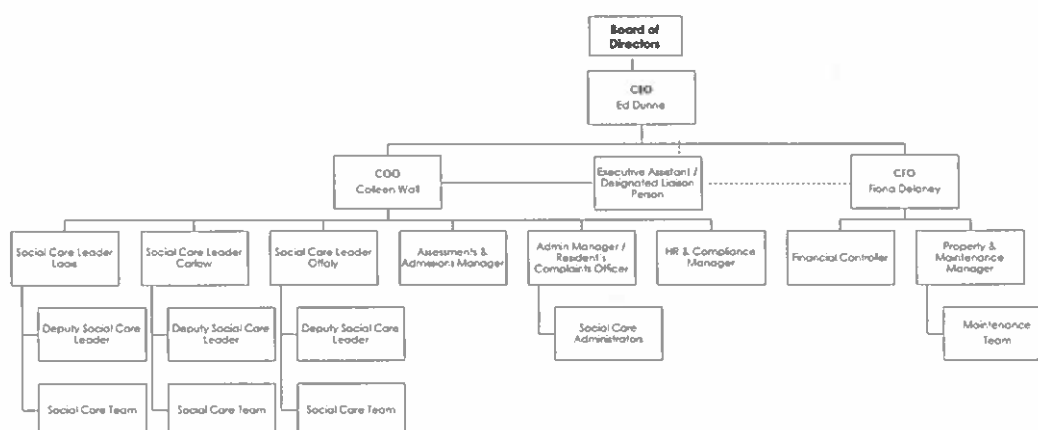 Board of
Directors
CEO
Ed Dunne
COO
Colleen Wall
Executive Assistant /
Designated Liaison
Person
CFO
Fiona Delaney
Social Care Leader
Laois
Social Care Leader
Carlow
Social Care Leader
Offaly
Assessments &
Admissions Manager
Admin Manager /
Resident's
Complaints Officer
HR & Compliance
Manager
Financial Controller
Property &
Maintenance
Manager
Deputy Social Care
Leader
Deputy Social Care
Leader
Deputy Social Care
Leader
Social Care
Administrators
Maintenance
Team
Social Care Team
Social Care Team
Social Care Team